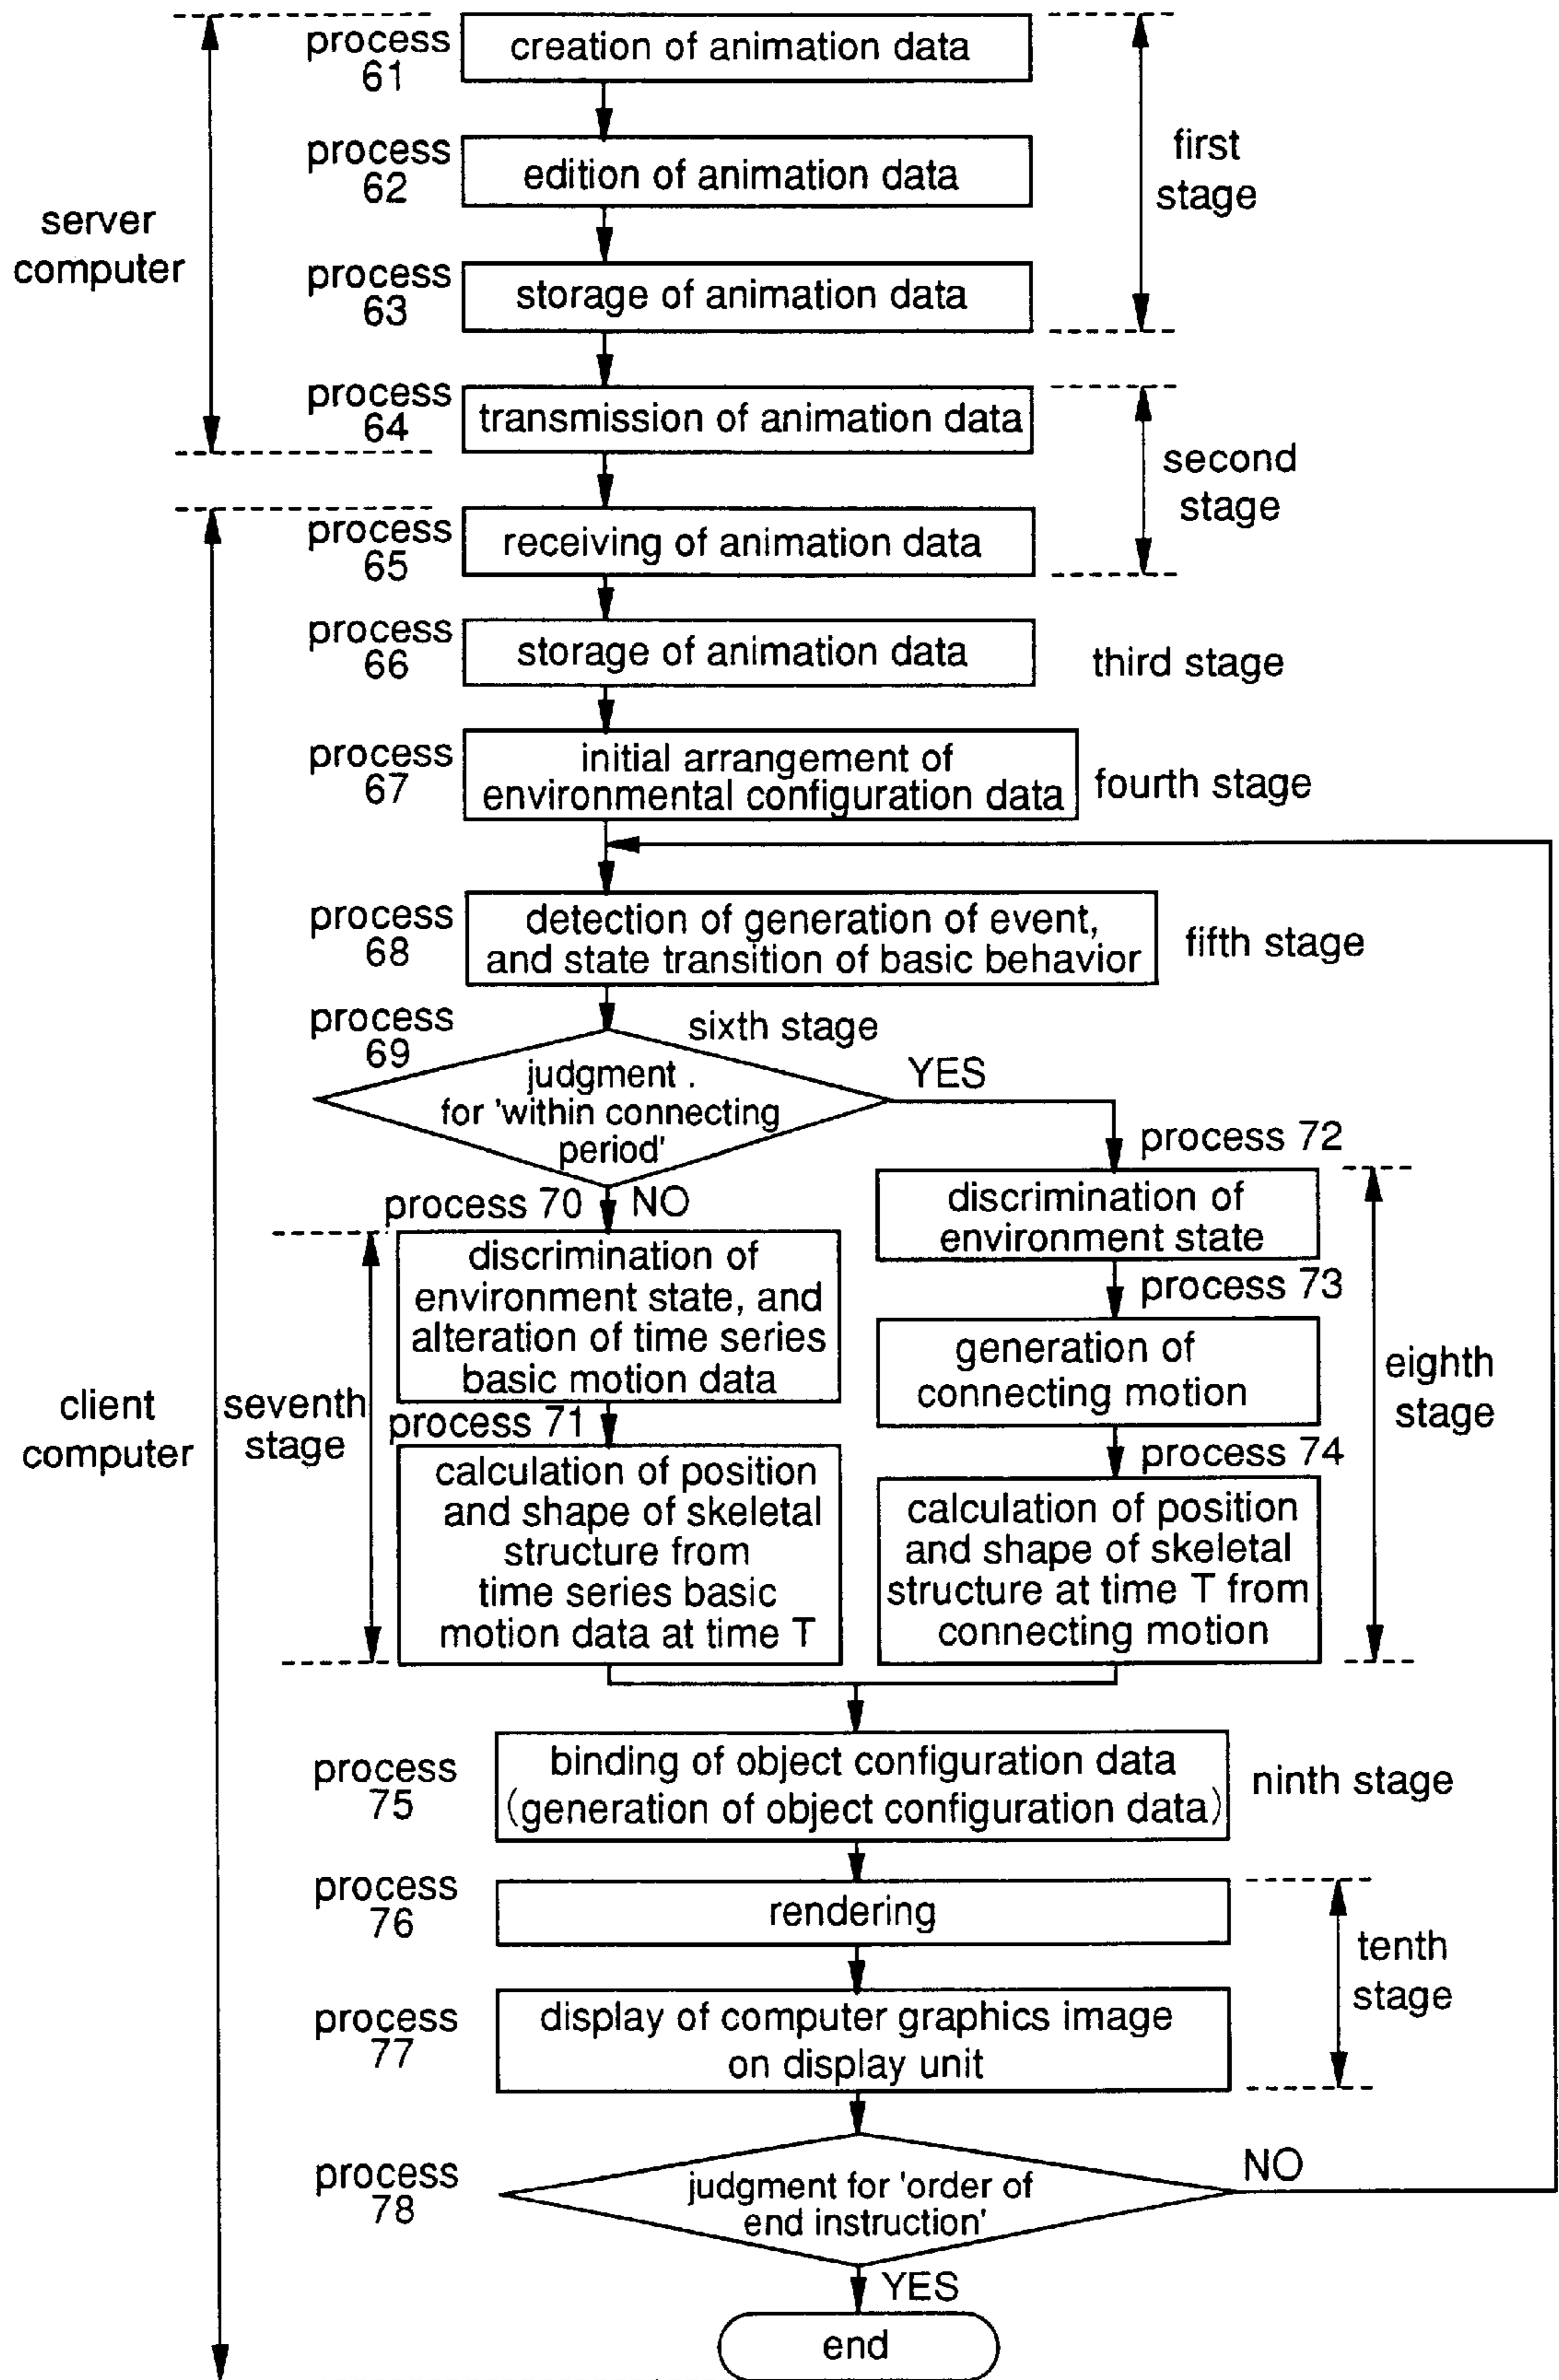 process
61
creation of animation data
process
62
edition of animation data
first
stage
server
computer
process
63
storage of animation data
process
64
transmission of animation data
second
stage
process
65
receiving of animation data
process
66
storage of animation data
third stage
process
67
initial arrangement of
environmental configuration data
fourth stage
process
68
detection of generation of event,
and state transition of basic behavior
fifth stage
process
69
sixth stage
judgment .
for 'within connecting
period'
YES
process 72
process 70
NO
discrimination of
environment state
process 73
discrimination of
environment state, and
alteration of time series
basic motion data
generation of
connecting motion
eighth
stage
client
computer
seventh
stage
process 71
process 74
calculation of position
and shape of skeletal
structure from
time series basic
motion data at time T
calculation of position
and shape of skeletal
structure at time T from
connecting motion
process
75
binding of object configuration data
(generation of object configuration data)
ninth stage
process
76
rendering
tenth
stage
process
77
display of computer graphics image
on display unit
process
78
judgment for 'order of
end instruction'
NO
YES
end